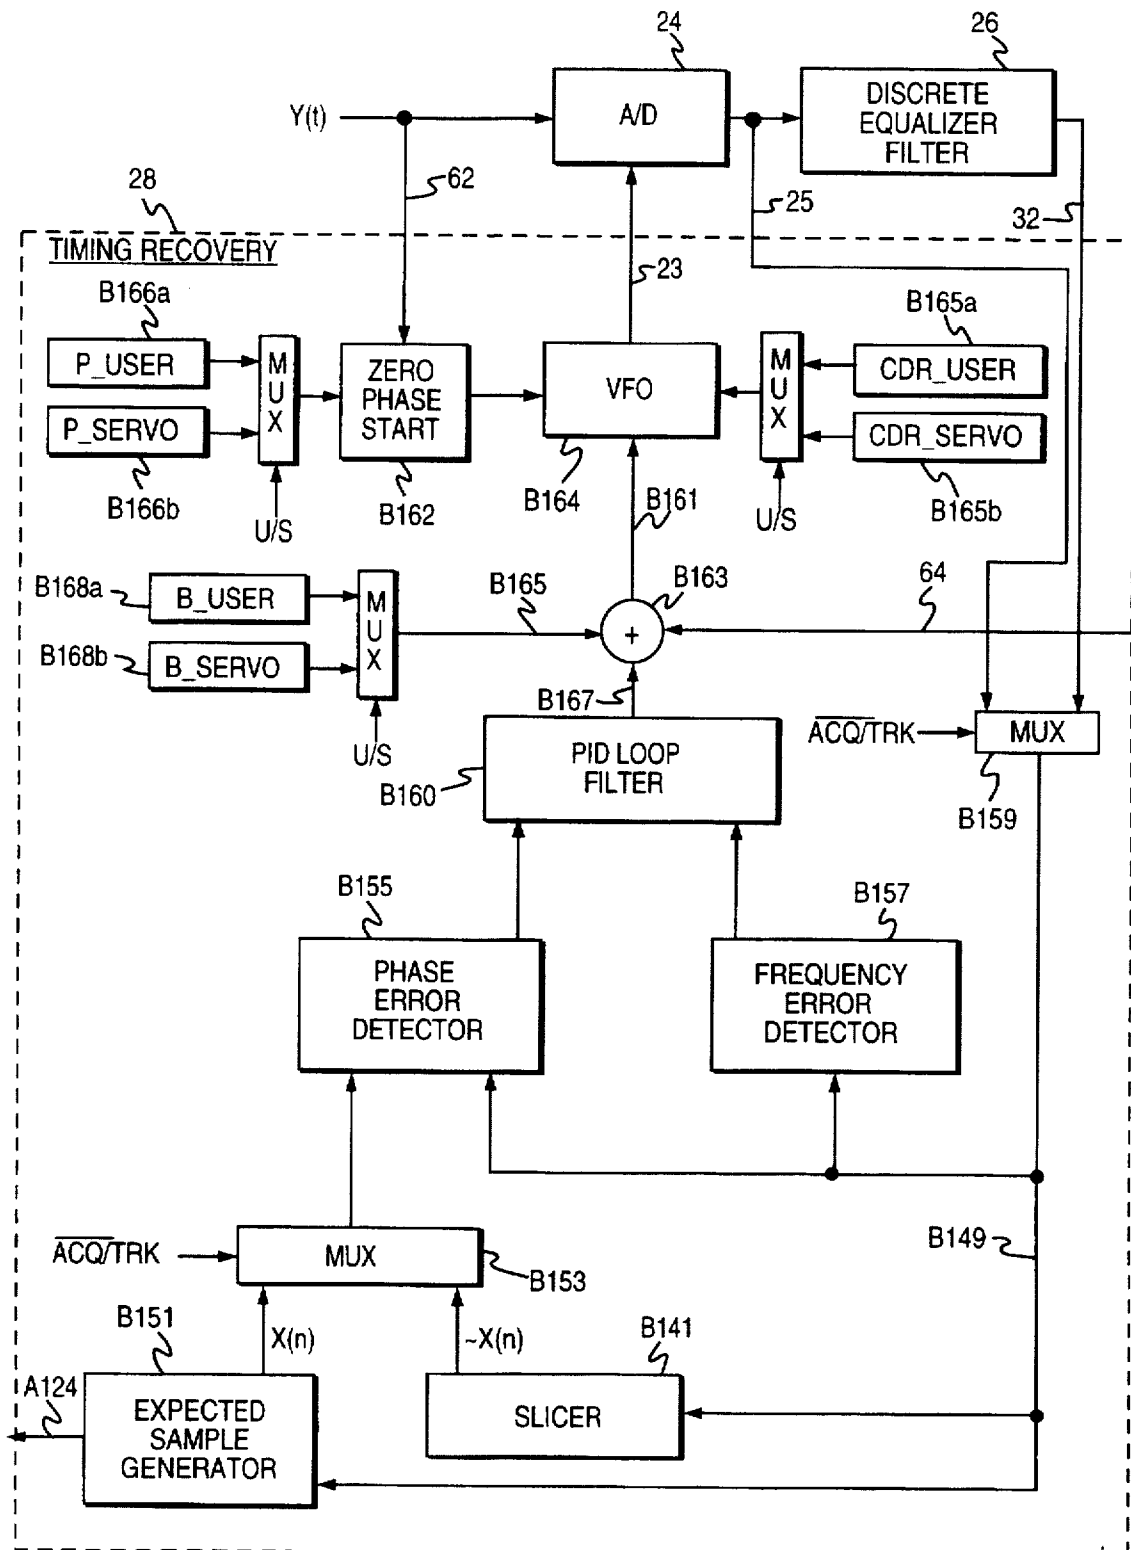 24
26
Y(t)
A/D
DISCRETE
EQUALIZER
FILTER
28
62
25
32
TIMING RECOVERY
23
B166a
B165a
P_USER
P_SERVO
MUX
ZERO
PHASE
START
VFO
MUX
CDR_USER
CDR_SERVO
B166b
U/S
B162
B164
B161
U/S
B165b
B168a
B_USER
B168b
B_SERVO
MUX
B165
B163
+
64
U/S
B167
ACQ/TRK
MUX
PID LOOP
FILTER
B160
B159
B155
B157
PHASE
ERROR
DETECTOR
FREQUENCY
ERROR
DETECTOR
B149
ACQ/TRK
MUX
B153
B151
X(n)
~X(n)
B141
A124
EXPECTED
SAMPLE
GENERATOR
SLICER